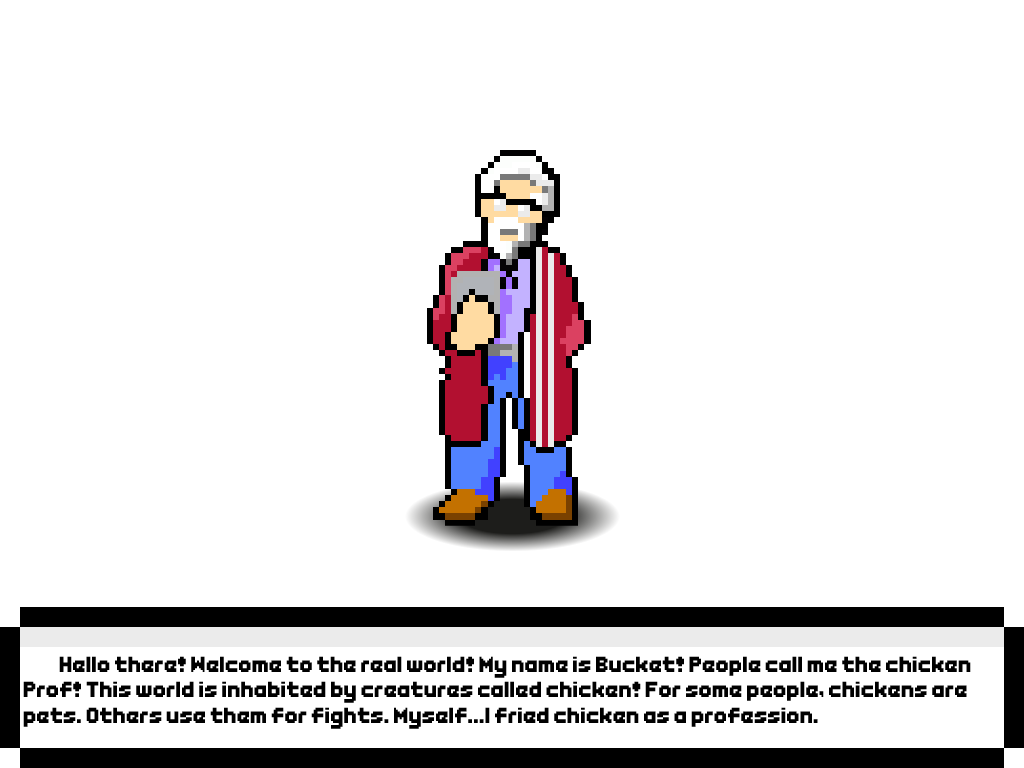 Hello there! Welcome to the real world! My name is Bucket! People call me the chicken
Prof! This world is inhabited by creatures called chicken! For some people, chickens are
pets. Others use them for fights. Myself...I fried chicken as a profession.